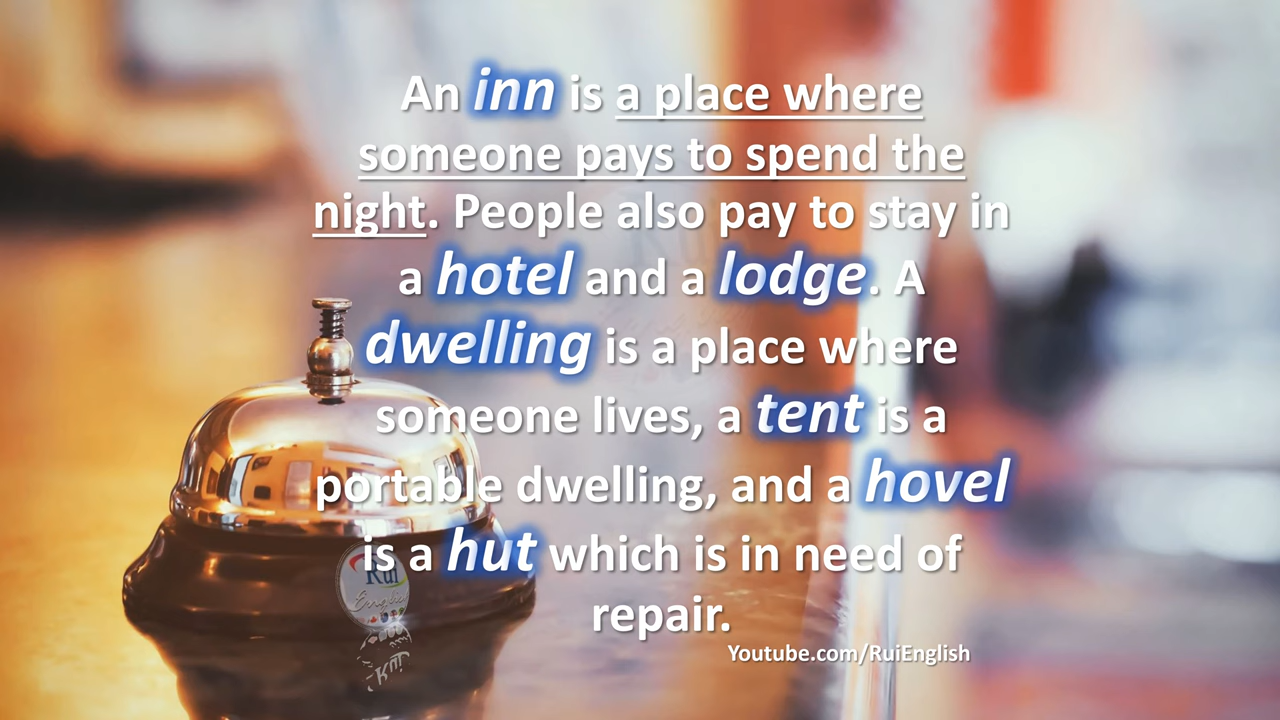 An inn is a place where
someone pays to spend the
night. People also pay to stay in
a hotel and a lodge. A
dwelling is a place where
someone lives, a tent is a
portable dwelling, and a hovel
is a hut which is in need of
repair.
Youtube.com/RuiEnglish
Rui
English